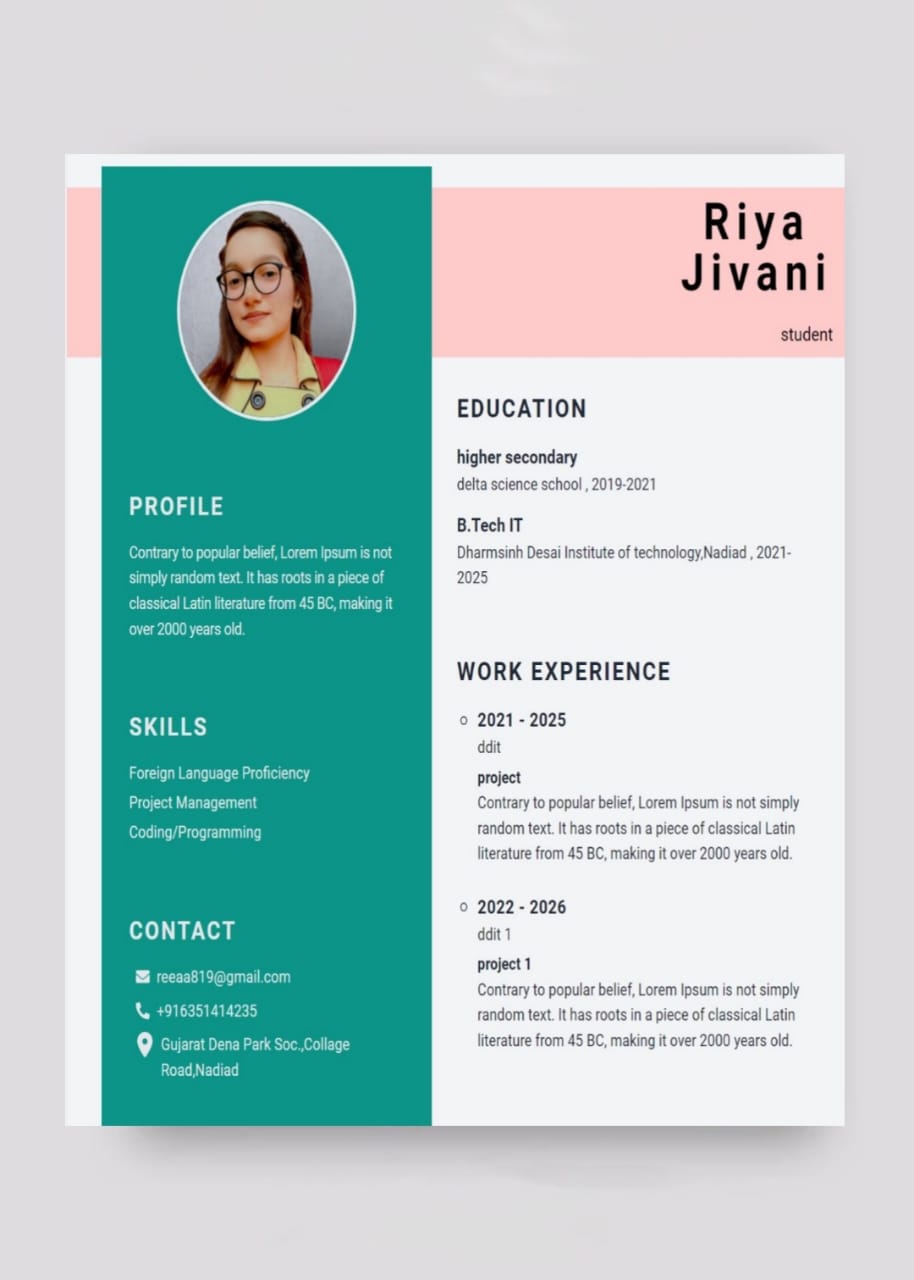 Riya
Jivani
student
PROFILE
Contrary to popular belief, Lorem Ipsum is not
simply random text. It has roots in a piece of
classical Latin literature from 45 BC, making it
over 2000 years old.
SKILLS
Foreign Language Proficiency
Project Management
Coding/Programming
CONTACT
reeaa819@gmail.com
+916351414235
Gujarat Dena Park Soc.,Collage
Road,Nadiad
EDUCATION
higher secondary
delta science school , 2019-2021
B.Tech IT
Dharmsinh Desai Institute of technology,Nadiad , 2021-
2025
WORK EXPERIENCE
2021 - 2025
ddit
project
Contrary to popular belief, Lorem Ipsum is not simply
random text. It has roots in a piece of classical Latin
literature from 45 BC, making it over 2000 years old.
2022 - 2026
ddit 1
project 1
Contrary to popular belief, Lorem Ipsum is not simply
random text. It has roots in a piece of classical Latin
literature from 45 BC, making it over 2000 years old.